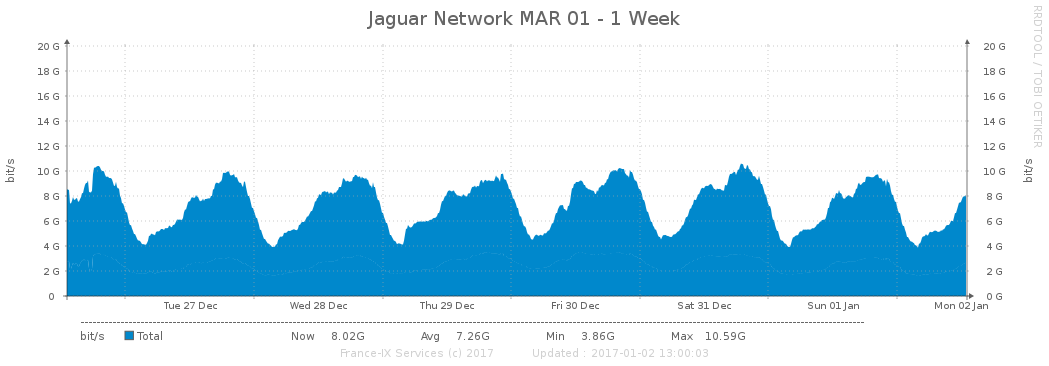 Jaguar Network MAR 01 - 1 Week
RRDTOOL / TOBI OETIKER
bit/s
bit/s
20 G 20 G
18 G 18 G
16 G 16 G
14 G 14 G
12 G 12 G
10 G 10 G
8 G 8 G
6 G 6 G
4 G 4 G
2 G 2 G
0 0 G
Tue 27 Dec Wed 28 Dec Thu 29 Dec Fri 30 Dec Sat 31 Dec Sun 01 Jan Mon 02 Jan
bit/s Total Now 8.02G Avg 7.26G Min 3.86G Max 10.59G
France-IX Services (c) 2017 Updated : 2017-01-02 13:00:03